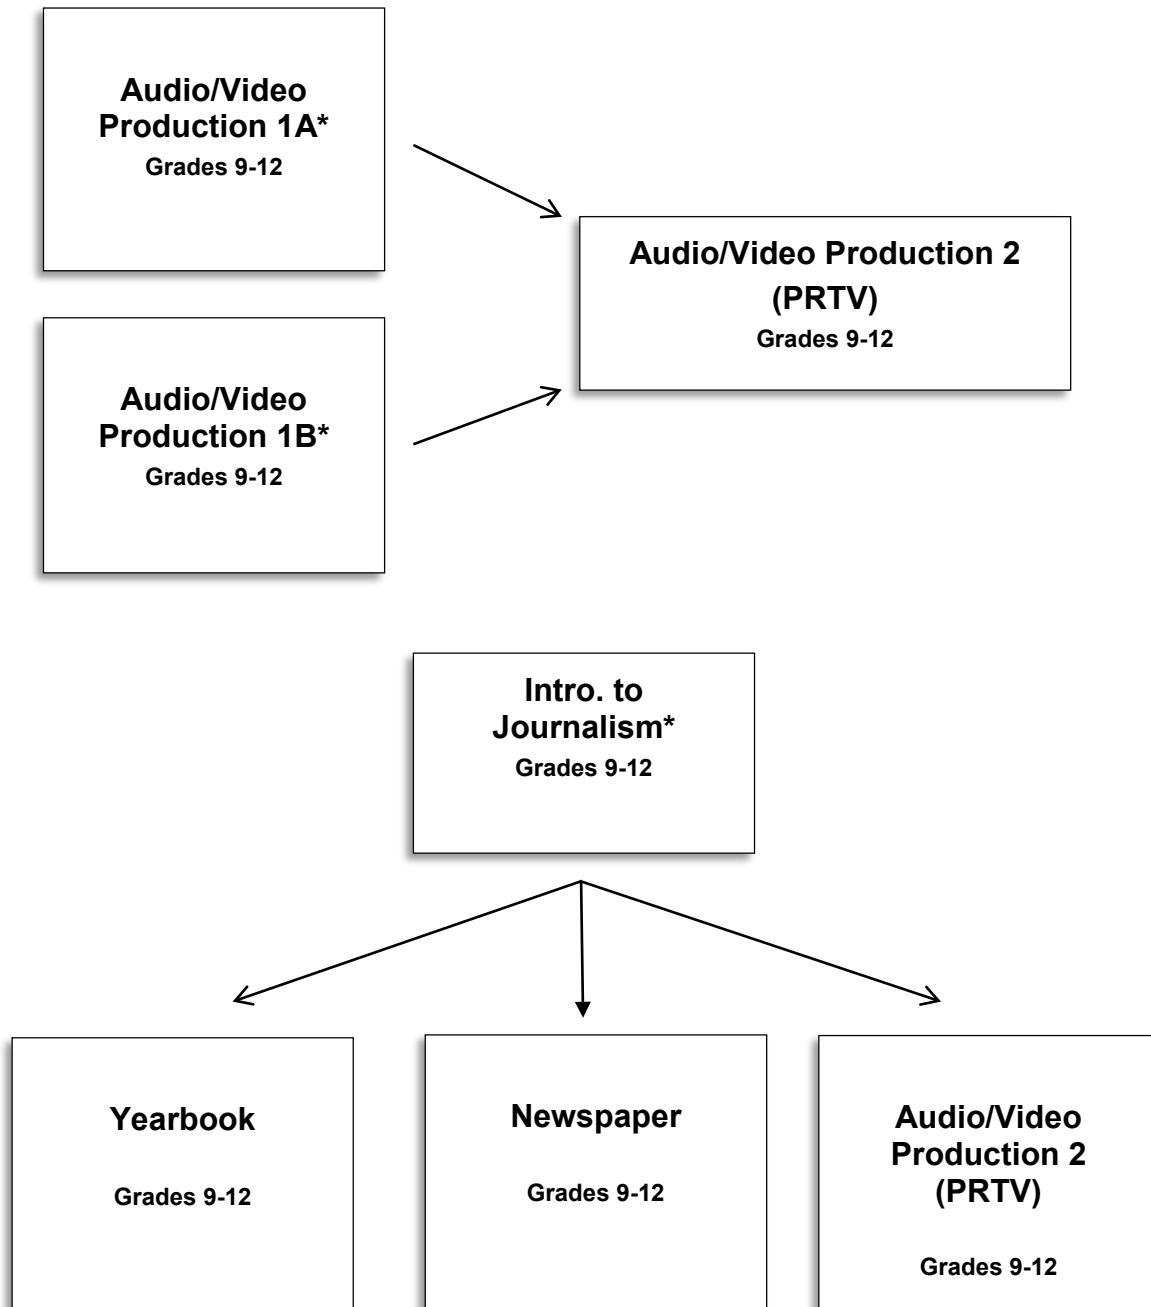 Audio/Video
Production 1A*
Grades 9-12
Audio/Video Production 2
(PRTV)
Grades 9-12
Audio/Video
Production 1B*
Grades 9-12
Intro. to
Journalism*
Grades 9-12
Yearbook
Grades 9-12
Newspaper
Grades 9-12
Audio/Video
Production 2
(PRTV)
Grades 9-12